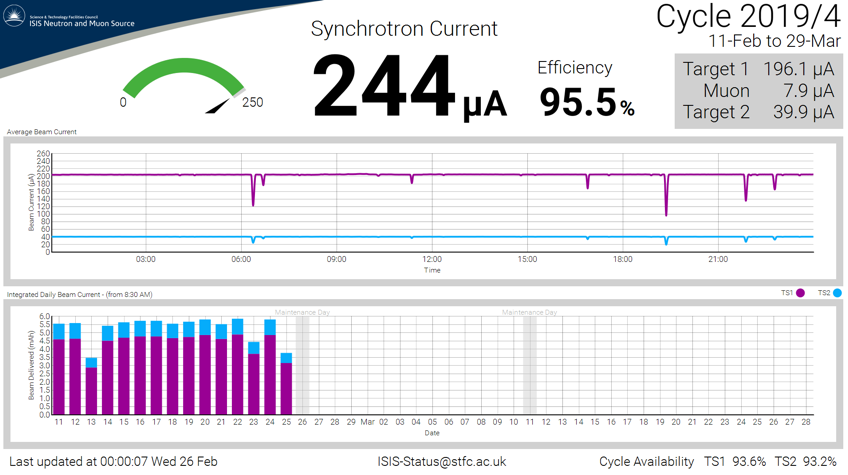 Science & Technology Facilities Council
ISIS Neutron and Muon Source
Synchrotron Current
244 µA
0
250
Efficiency
95.5%
Cycle 2019/4
11-Feb to 29-Mar
Target 1 196.1 µA
Muon 7.9 µA
Target 2 39.9 µA
Average Beam Current
Beam Current (µA)
260
240
220
200
180
160
140
120
100
80
60
40
20
0
03:00 06:00 09:00 12:00 15:00 18:00 21:00
Time
Integrated Daily Beam Current - (from 8:30 AM)
TS1 TS2
Maintenance Day Maintenance Day
Beam Delivered (mAh)
6.0
5.5
5.0
4.5
4.0
3.5
3.0
2.5
2.0
1.5
1.0
0.5
0.0
11 12 13 14 15 16 17 18 19 20 21 22 23 24 25 26 27 28 29 Mar 02 03 04 05 06 07 08 09 10 11 12 13 14 15 16 17 18 19 20 21 22 23 24 25 26 27 28
Date
Last updated at 00:00:07 Wed 26 Feb
ISIS-Status@stfc.ac.uk
Cycle Availability TS1 93.6% TS2 93.2%